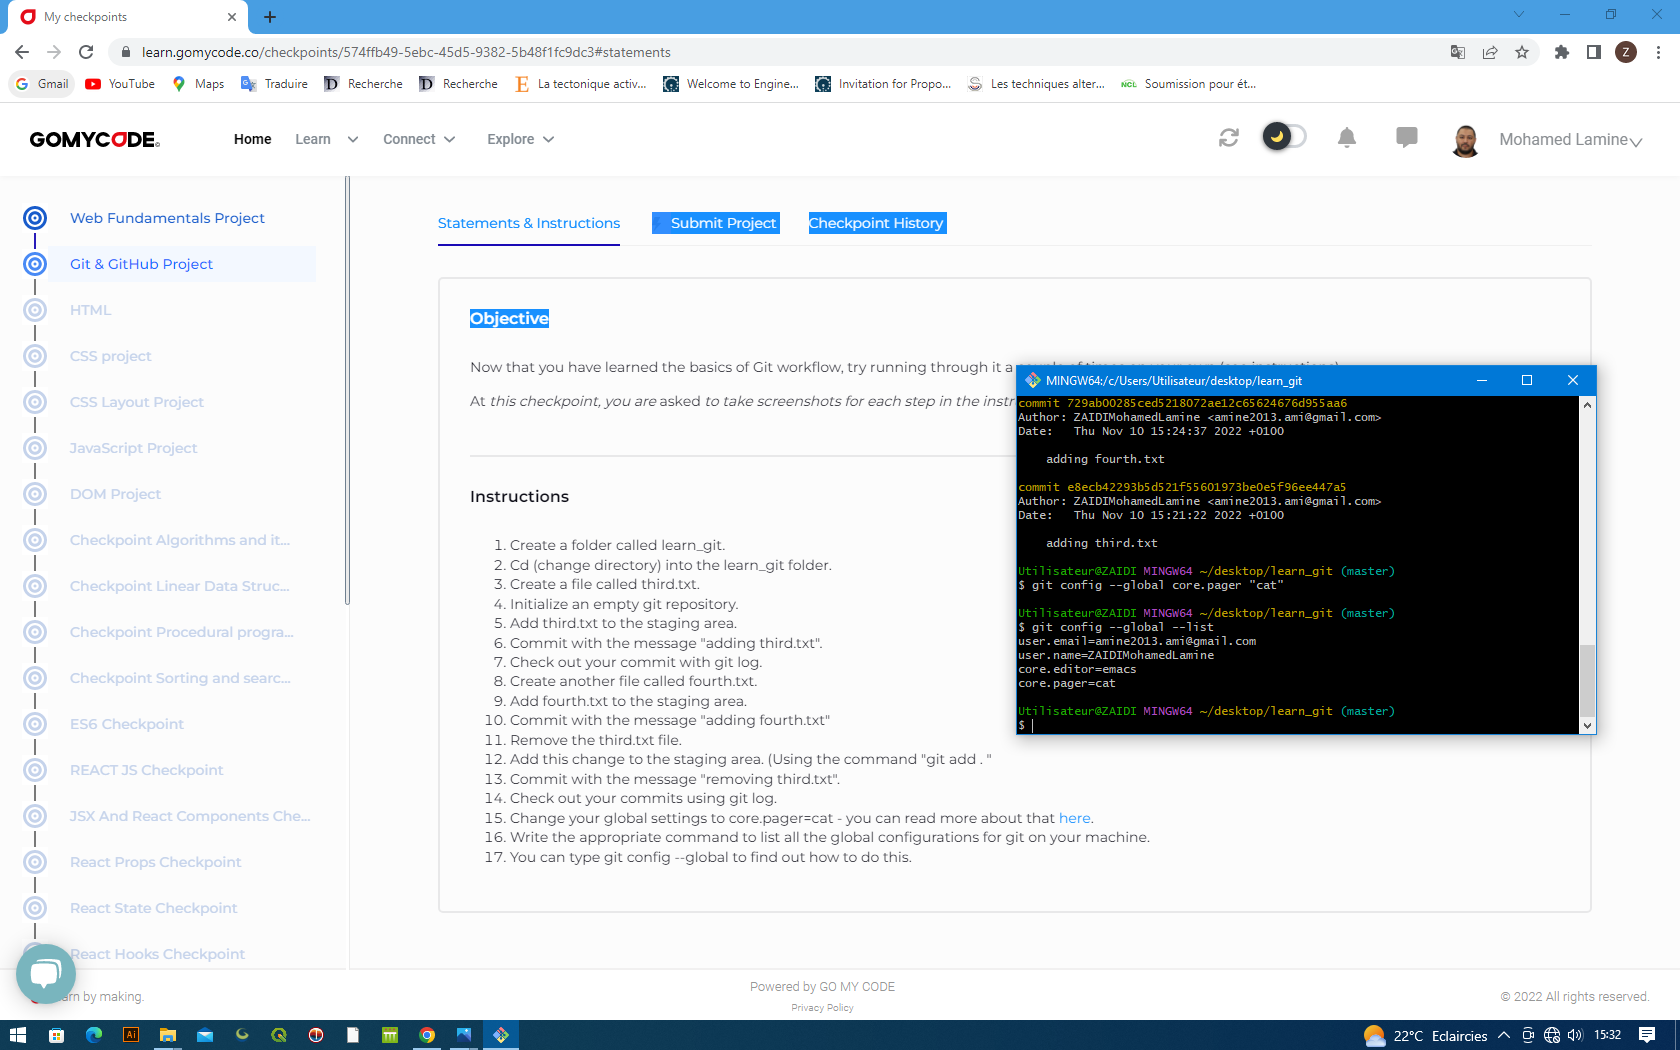 My checkpoints
learn.gomycode.co/checkpoints/574ffb49-5ebc-45d5-9382-5b48f1fc9dc3#statements
Z
Gmail YouTube Maps Traduire Recherche Recherche La tectonique activ... Welcome to Engine... Invitation for Propo... Les techniques alter... Soumission pour ét...
GOMYCODE Home Learn Connect Explore Mohamed Lamine
Web Fundamentals Project
Git & GitHub Project
HTML
CSS project
CSS Layout Project
JavaScript Project
DOM Project
Checkpoint Algorithms and it...
Checkpoint Linear Data Struc...
Checkpoint Procedural progra...
Checkpoint Sorting and searc...
ES6 Checkpoint
REACT JS Checkpoint
JSX And React Components Che...
React Props Checkpoint
React State Checkpoint
React Hooks Checkpoint
Statements & Instructions Submit Project Checkpoint History
Objective
Now that you have learned the basics of Git workflow, try running through it a
At this checkpoint, you are asked to take screenshots for each step in the instr
Instructions
1. Create a folder called learn_git.
2. Cd (change directory) into the learn_git folder.
3. Create a file called third.txt.
4. Initialize an empty git repository.
5. Add third.txt to the staging area.
6. Commit with the message "adding third.txt".
7. Check out your commit with git log.
8. Create another file called fourth.txt.
9. Add fourth.txt to the staging area.
10. Commit with the message "adding fourth.txt"
11. Remove the third.txt file.
12. Add this change to the staging area. (Using the command "git add . "
13. Commit with the message "removing third.txt".
14. Check out your commits using git log.
15. Change your global settings to core.pager=cat - you can read more about that here.
16. Write the appropriate command to list all the global configurations for git on your machine.
17. You can type git config --global to find out how to do this.
MINGW64:/c/Users/Utilisateur/desktop/learn_git
commit 729ab00285ced5218072ae12c65624676d955aa6
Author: ZAIDIMohamedLamine <amine2013.ami@gmail.com>
Date: Thu Nov 10 15:24:37 2022 +0100
adding fourth.txt
commit e8ecb42293b5d521f55601973be0e5f96ee447a5
Author: ZAIDIMohamedLamine <amine2013.ami@gmail.com>
Date: Thu Nov 10 15:21:22 2022 +0100
adding third.txt
Utilisateur@ZAIDI MINGW64 ~/desktop/learn_git (master)
$ git config --global core.pager "cat"
Utilisateur@ZAIDI MINGW64 ~/desktop/learn_git (master)
$ git config --global --list
user.email=amine2013.ami@gmail.com
user.name=ZAIDIMohamedLamine
core.editor=emacs
core.pager=cat
Utilisateur@ZAIDI MINGW64 ~/desktop/learn_git (master)
$
arn by making.
Powered by GO MY CODE
Privacy Policy
© 2022 All rights reserved.
22°C Eclaircies 15:32